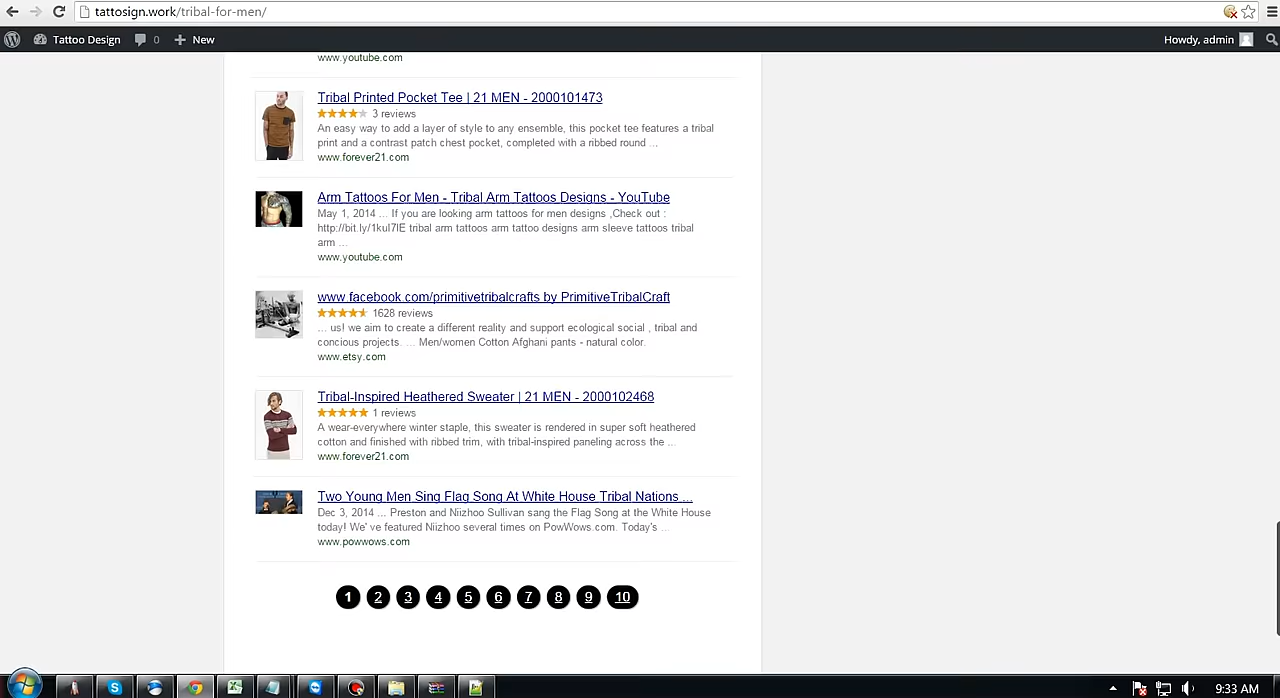 tattosign.work/tribal-for-men/
Tattoo Design 0 New Howdy, admin
www.youtube.com
Tribal Printed Pocket Tee | 21 MEN - 2000101473
3 reviews
An easy way to add a layer of style to any ensemble, this pocket tee features a tribal
print and a contrast patch chest pocket, completed with a ribbed round ...
www.forever21.com
Arm Tattoos For Men - Tribal Arm Tattoos Designs - YouTube
May 1, 2014 ... If you are looking arm tattoos for men designs ,Check out :
http://bit.ly/1kul7lE tribal arm tattoos arm tattoo designs arm sleeve tattoos tribal
arm ...
www.youtube.com
www.facebook.com/primitivetribalcrafts by PrimitiveTribalCraft
1628 reviews
... us! we aim to create a different reality and support ecological social , tribal and
concious projects. ... Men/women Cotton Afghani pants - natural color.
www.etsy.com
Tribal-Inspired Heathered Sweater | 21 MEN - 2000102468
1 reviews
A wear-everywhere winter staple, this sweater is rendered in super soft heathered
cotton and finished with ribbed trim, with tribal-inspired paneling across the ...
www.forever21.com
Two Young Men Sing Flag Song At White House Tribal Nations ...
Dec 3, 2014 ... Preston and Niizhoo Sullivan sang the Flag Song at the White House
today! We' ve featured Niizhoo several times on PowWows.com. Today's ...
www.powwows.com
1 2 3 4 5 6 7 8 9 10
9:33 AM